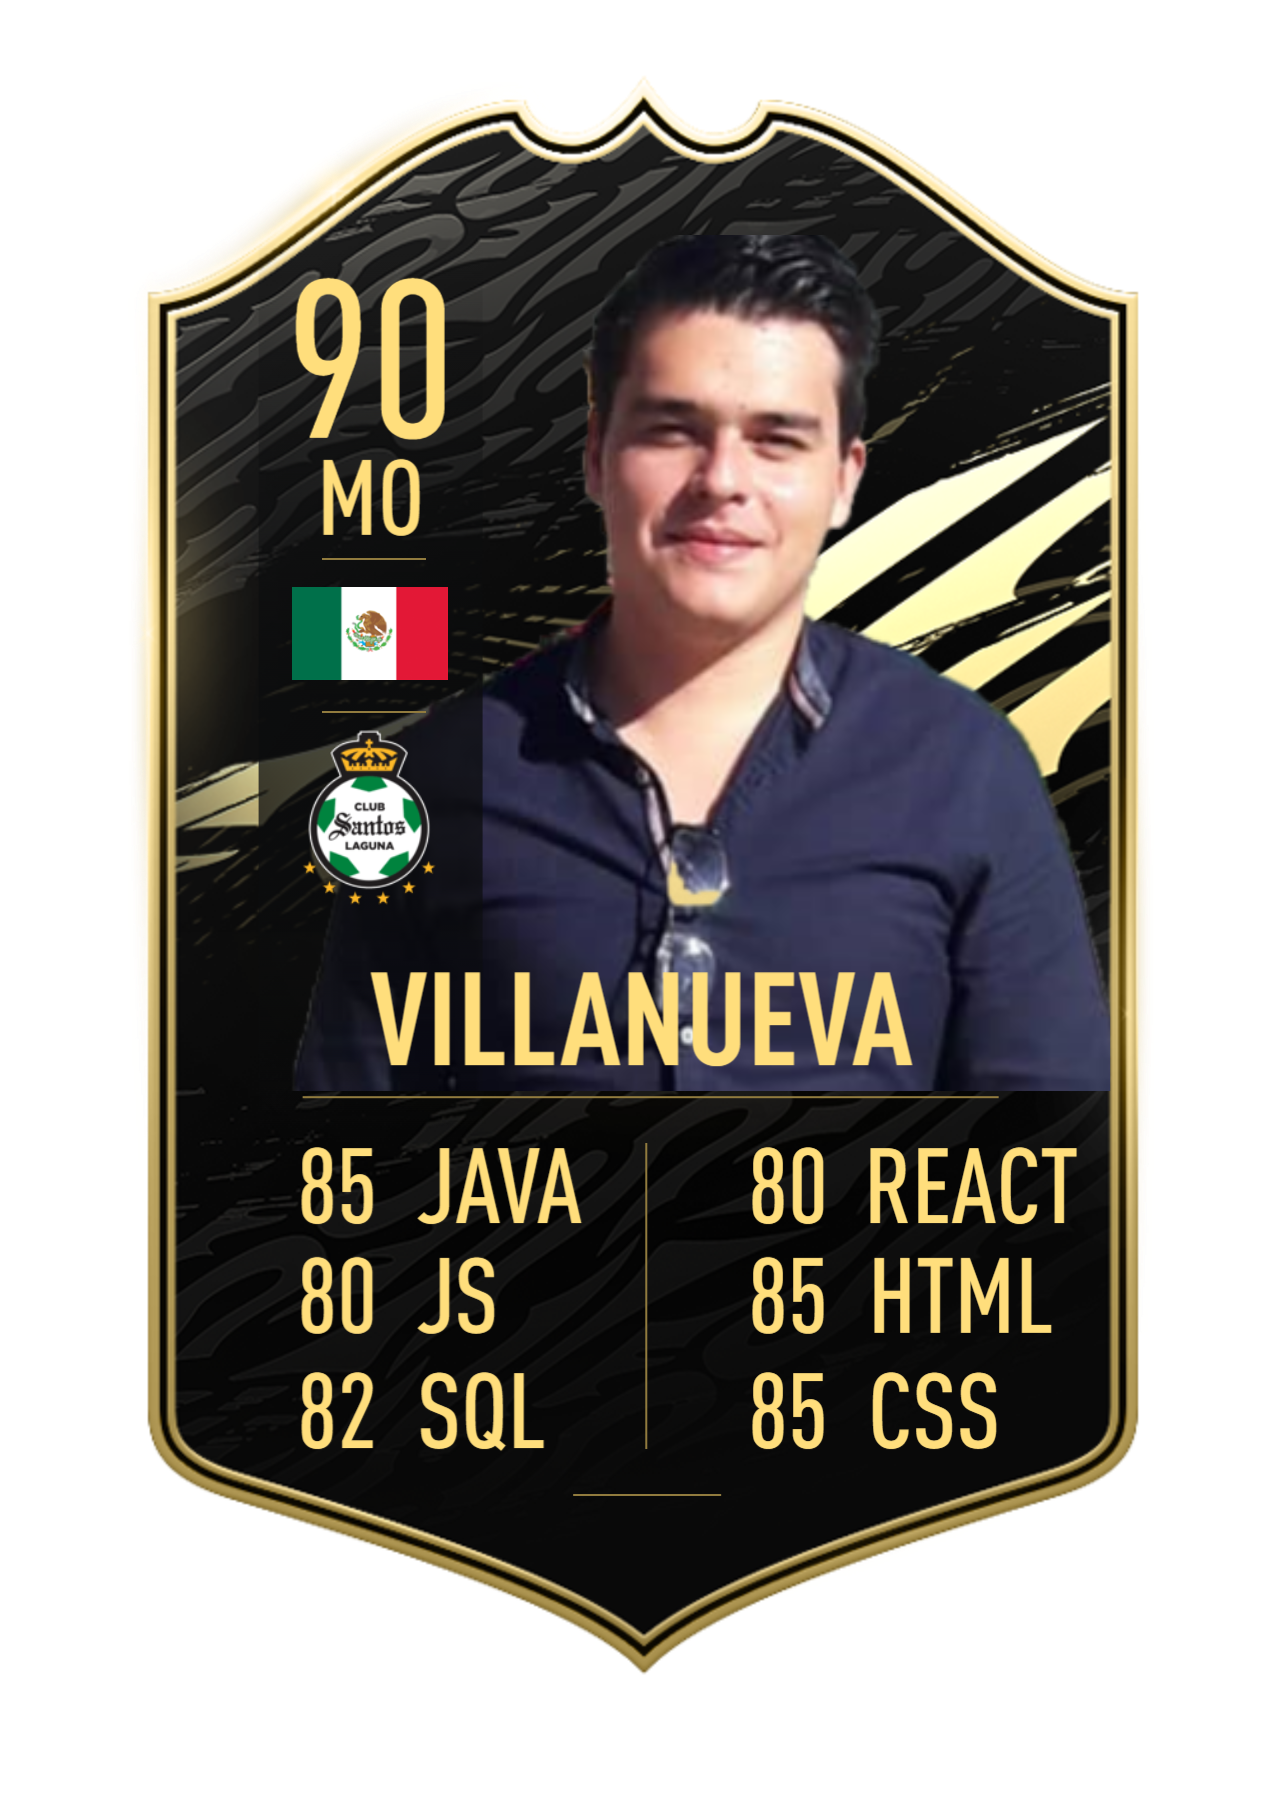 90
MO
CLUB
Santos
LAGUNA
VILLANUEVA
85 JAVA
80 JS
82 SQL
80 REACT
85 HTML
85 CSS